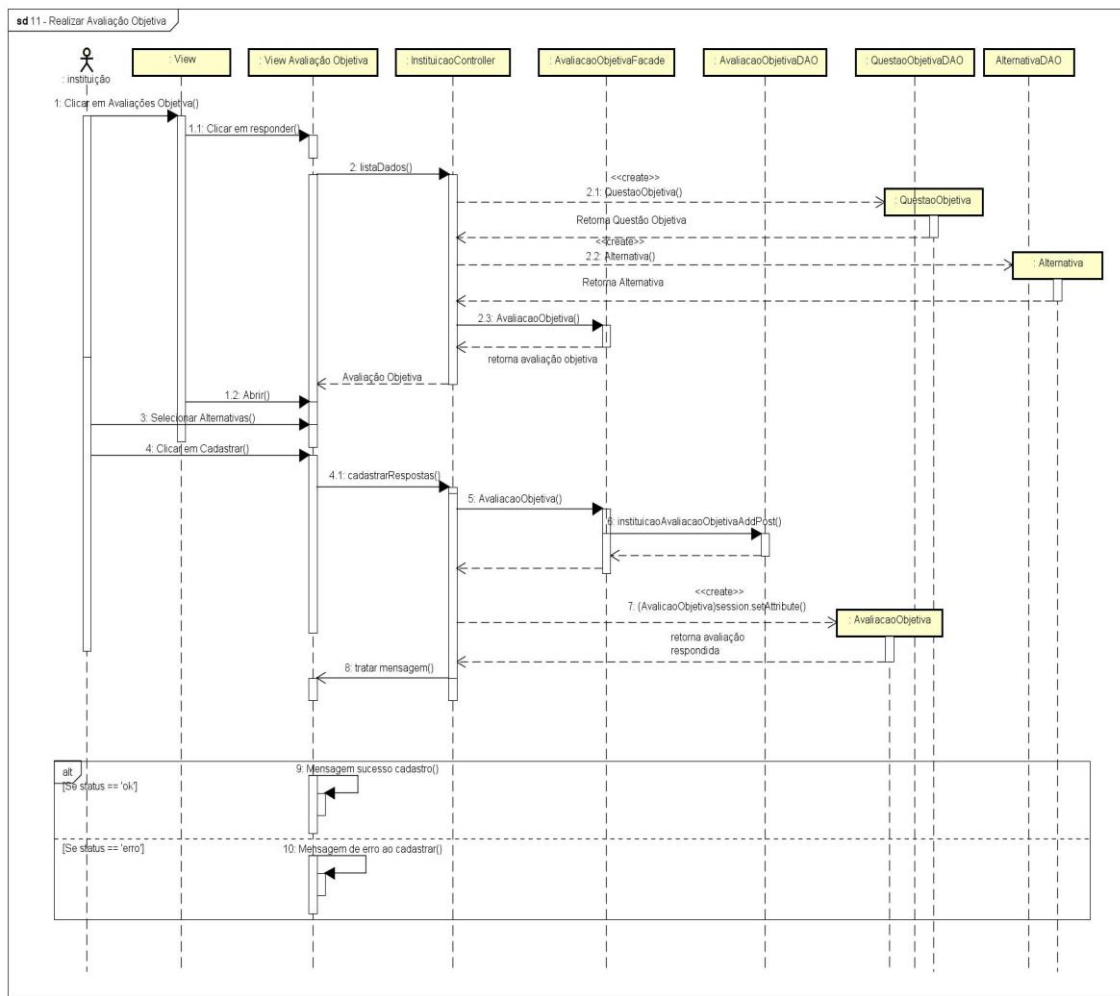 sd 11 - Realizar Avaliação Objetiva
: instituição
: View
: View Avaliação Objetiva
: InstituicaoController
: AvaliacaoObjetivaFacade
: AvaliacaoObjetivaDAO
: QuestaoObjetivaDAO
AlternativaDAO
1: Clicar em Avaliações Objetiva()
1.1: Clicar em responder()
2: listaDados()
<<create>>
2.1: QuestaoObjetiva()
: QuestaoObjetiva
Retorna Questão Objetiva
<<create>>
2.2: Alternativa()
: Alternativa
Retorna Alternativa
2.3: AvaliacaoObjetiva()
retorna avaliação objetiva
Avaliação Objetiva
1.2: Abrir()
3: Selecionar Alternativas()
4: Clicar em Cadastrar()
4.1: cadastrarRespostas()
5: AvaliacaoObjetiva()
6: instituicaoAvaliacaoObjetivaAddPost()
<<create>>
7: (AvalicaoObjetiva)session.setAttribute()
: AvaliacaoObjetiva
retorna avaliação
respondida
8: tratar mensagem()
alt
9: Mensagem sucesso cadastro()
[Se status == 'ok']
[Se status == 'erro']
10: Mensagem de erro ao cadastrar()